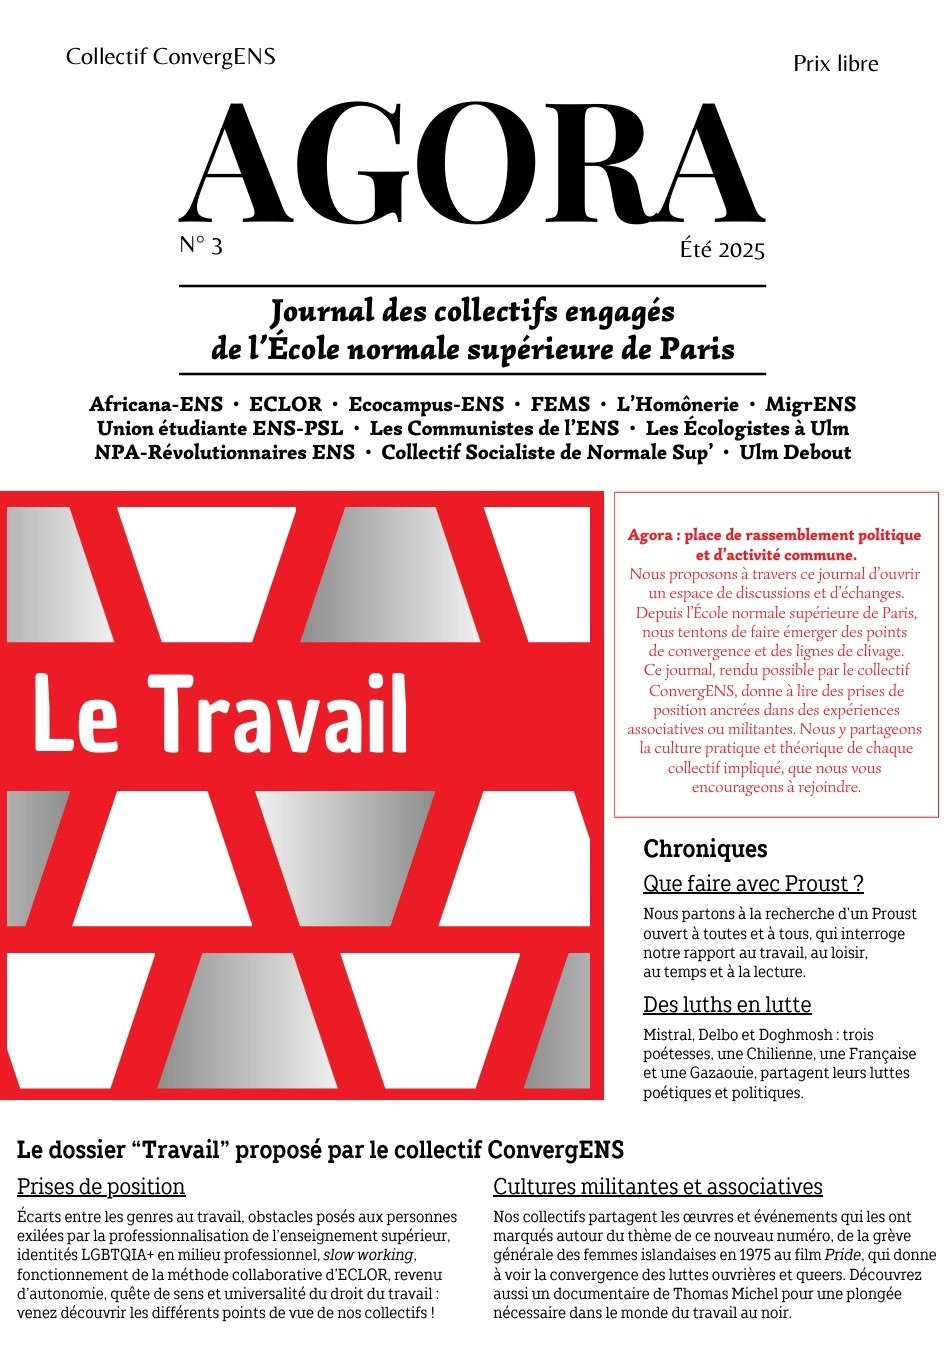 Collectif ConvergENS
Prix libre
AGORA
N° 3
Été 2025
Journal des collectifs engagés
de l'École normale supérieure de Paris
Africana-ENS • ECLOR • Ecocampus-ENS • FEMS • L'Homônerie • MigrENS
Union étudiante ENS-PSL • Les Communistes de l'ENS • Les Écologistes à Ulm
NPA-Révolutionnaires ENS • Collectif Socialiste de Normale Sup' • Ulm Debout
Le Travail
Agora : place de rassemblement politique
et d'activité commune.
Nous proposons à travers ce journal d'ouvrir
un espace de discussions et d'échanges.
Depuis l'École normale supérieure de Paris,
nous tentons de faire émerger des points
de convergence et des lignes de clivage.
Ce journal, rendu possible par le collectif
ConvergENS, donne à lire des prises de
position ancrées dans des expériences
associatives ou militantes. Nous y partageons
la culture pratique et théorique de chaque
collectif impliqué, que nous vous
encourageons à rejoindre.
Chroniques
Que faire avec Proust ?
Nous partons à la recherche d'un Proust
ouvert à toutes et à tous, qui interroge
notre rapport au travail, au loisir,
au temps et à la lecture.
Des luths en lutte
Mistral, Delbo et Doghmosh : trois
poétesses, une Chilienne, une Française
et une Gazaouie, partagent leurs luttes
poétiques et politiques.
Le dossier “Travail” proposé par le collectif ConvergENS
Prises de position
Écarts entre les genres au travail, obstacles posés aux personnes
exilées par la professionnalisation de l'enseignement supérieur,
identités LGBTQIA+ en milieu professionnel, slow working,
fonctionnement de la méthode collaborative d'ECLOR, revenu
d'autonomie, quête de sens et universalité du droit du travail :
venez découvrir les différents points de vue de nos collectifs !
Cultures militantes et associatives
Nos collectifs partagent les œuvres et événements qui les ont
marqués autour du thème de ce nouveau numéro, de la grève
générale des femmes islandaises en 1975 au film Pride, qui donne
à voir la convergence des luttes ouvrières et queers. Découvrez
aussi un documentaire de Thomas Michel pour une plongée
nécessaire dans le monde du travail au noir.